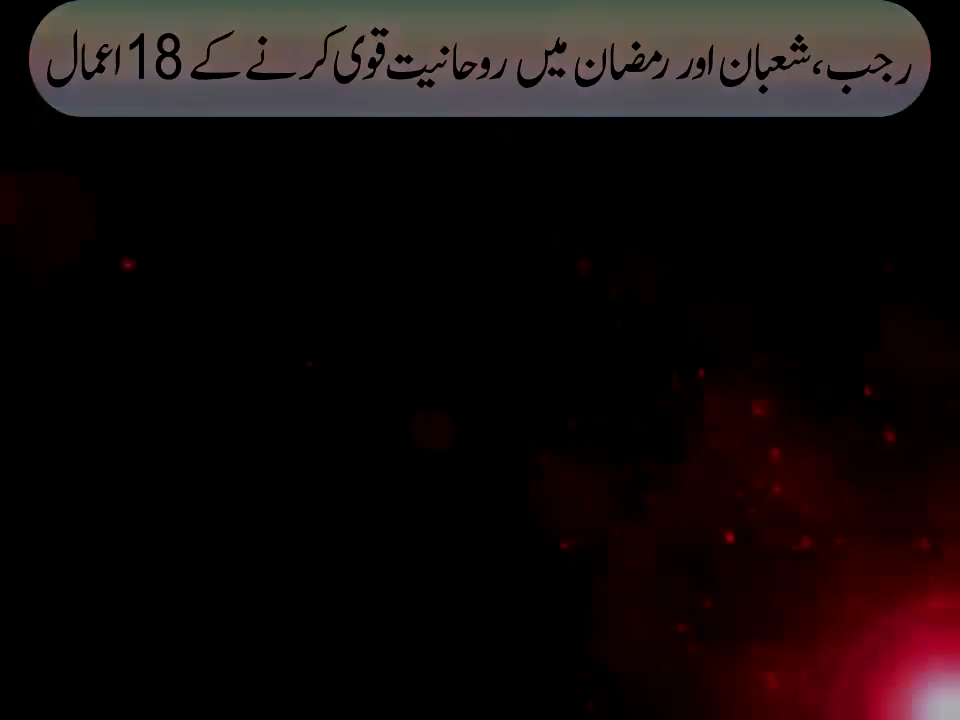 رجب، شعبان اور رمضان میں روحانیت قوی کرنے کے 18 اعمال